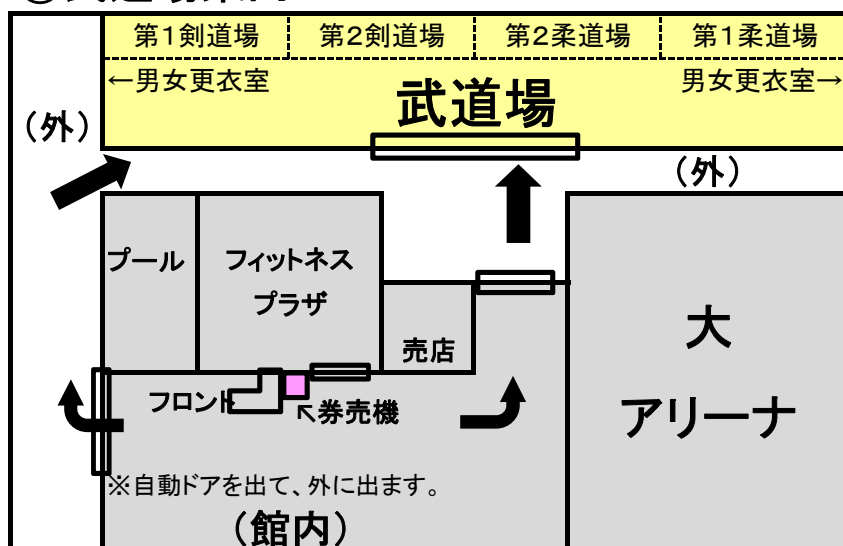 第1剣道場 第2剣道場 第2柔道場 第1柔道場
←男女更衣室 男女更衣室→
武道場
(外)
(外)
プール
フィットネス
プラザ
売店
大
アリーナ
フロント
↖券売機
※自動ドアを出て、外に出ます。
(館内)